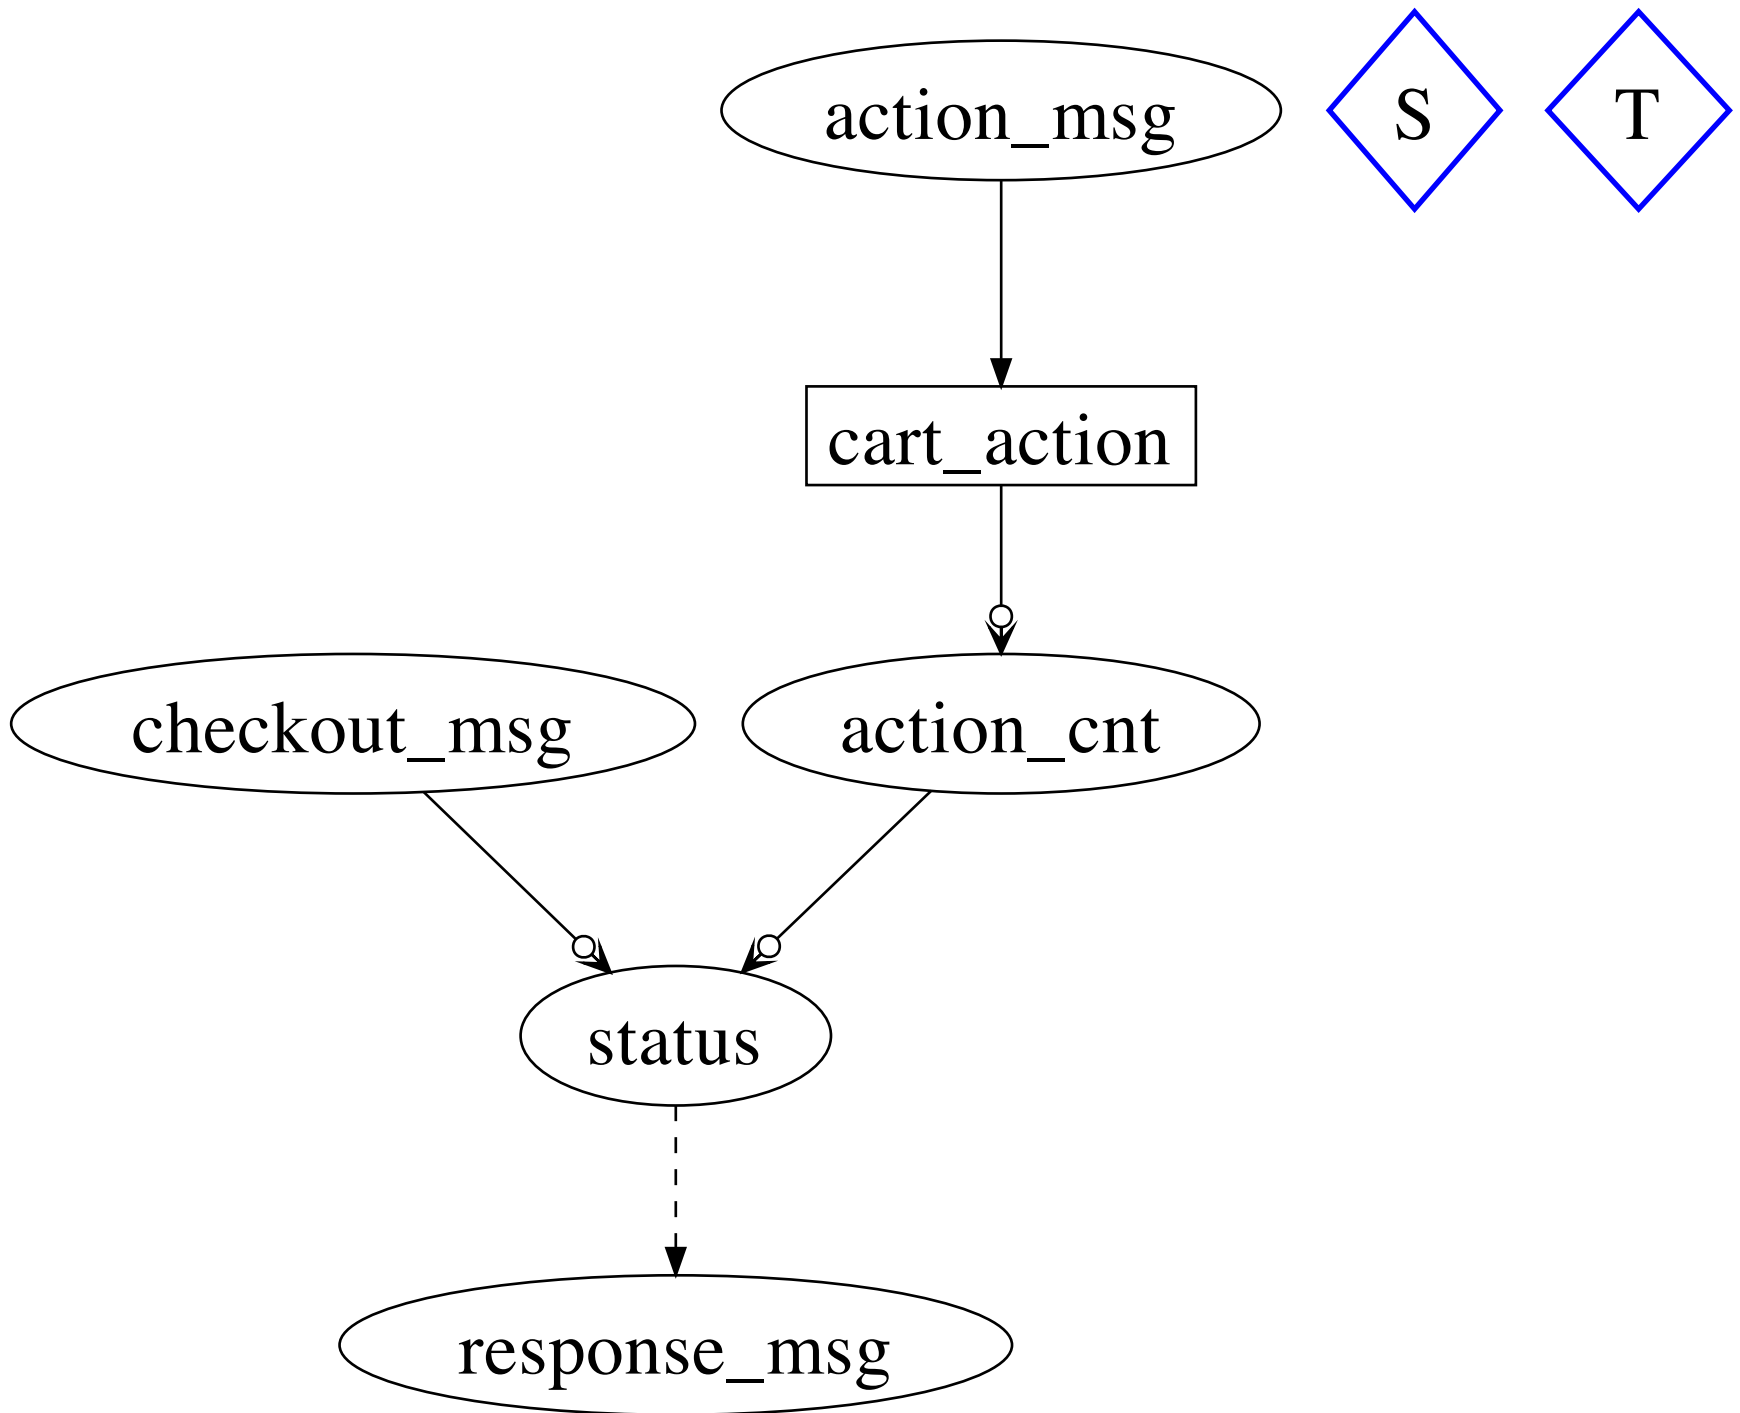 action_msg
S
T
cart_action
checkout_msg
action_cnt
status
response_msg